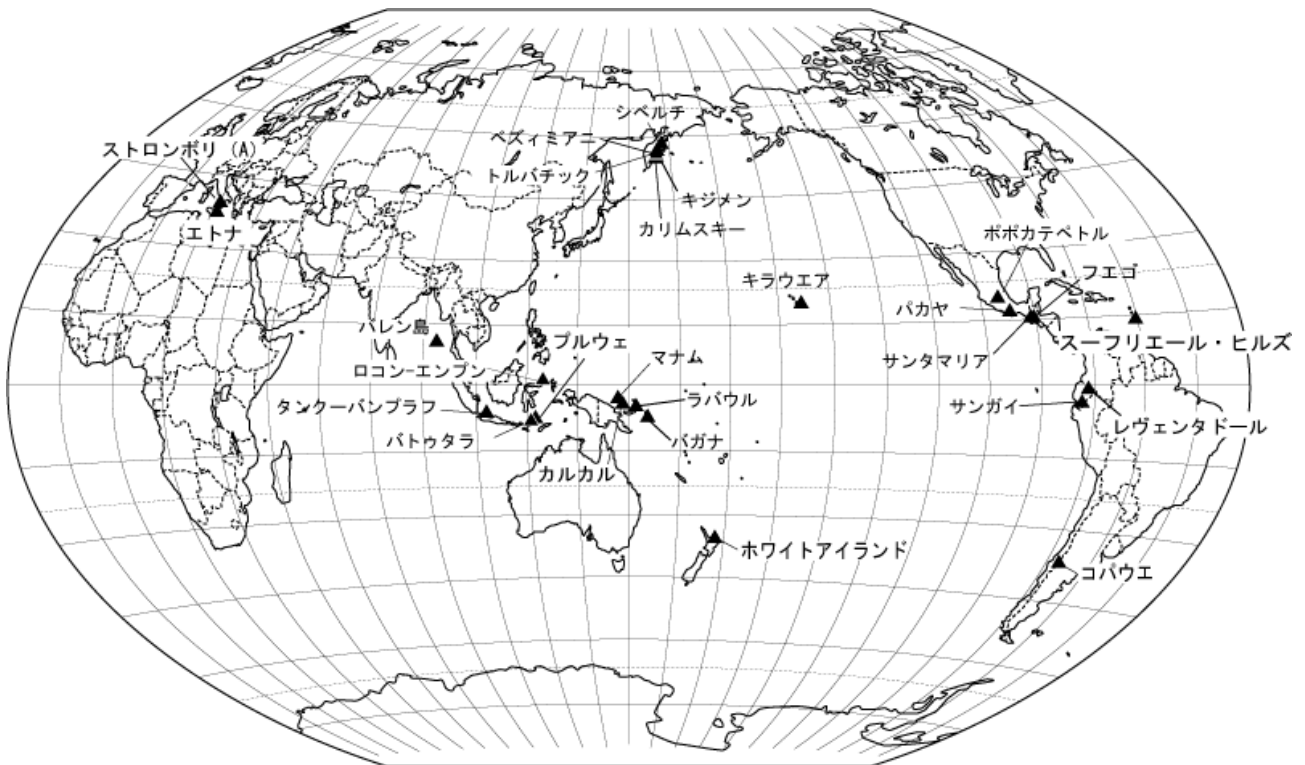 シベルチ
ストロンボリ (A)
ペズィミアニ
トルバチック
キジメン
エトナ
カリムスキー
ポポカテペトル
キラウエア
フエゴ
パカヤ
バレン島
プルウェ
マナム
サンタマリア
スーフリエール・ヒルズ
ロコン-エンプン
タンクーバンプラフ
ラバウル
サンガイ
レヴェンタドール
バトゥタラ
バガナ
カルカル
ホワイトアイランド
コパウエ